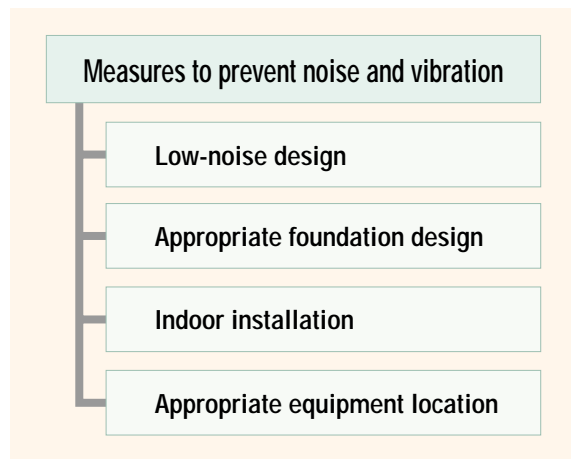 Measures to prevent noise and vibration
Low-noise design
Appropriate foundation design
Indoor installation
Appropriate equipment location